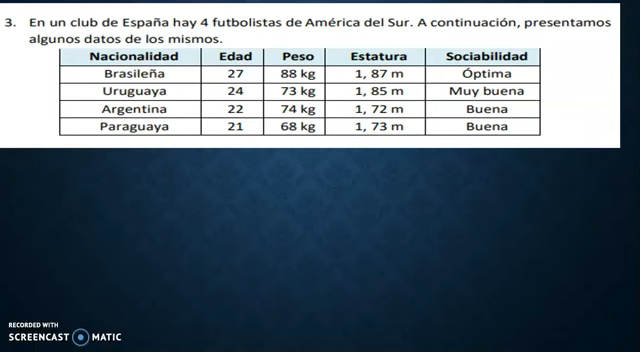 3. En un club de España hay 4 futbolistas de América del Sur. A continuación, presentamos
algunos datos de los mismos.
Nacionalidad Edad Peso Estatura Sociabilidad
Brasileña 27 88 kg 1, 87 m Óptima
Uruguaya 24 73 kg 1, 85 m Muy buena
Argentina 22 74 kg 1, 72 m Buena
Paraguaya 21 68 kg 1, 73 m Buena
RECORDED WITH
SCREENCAST MATIC